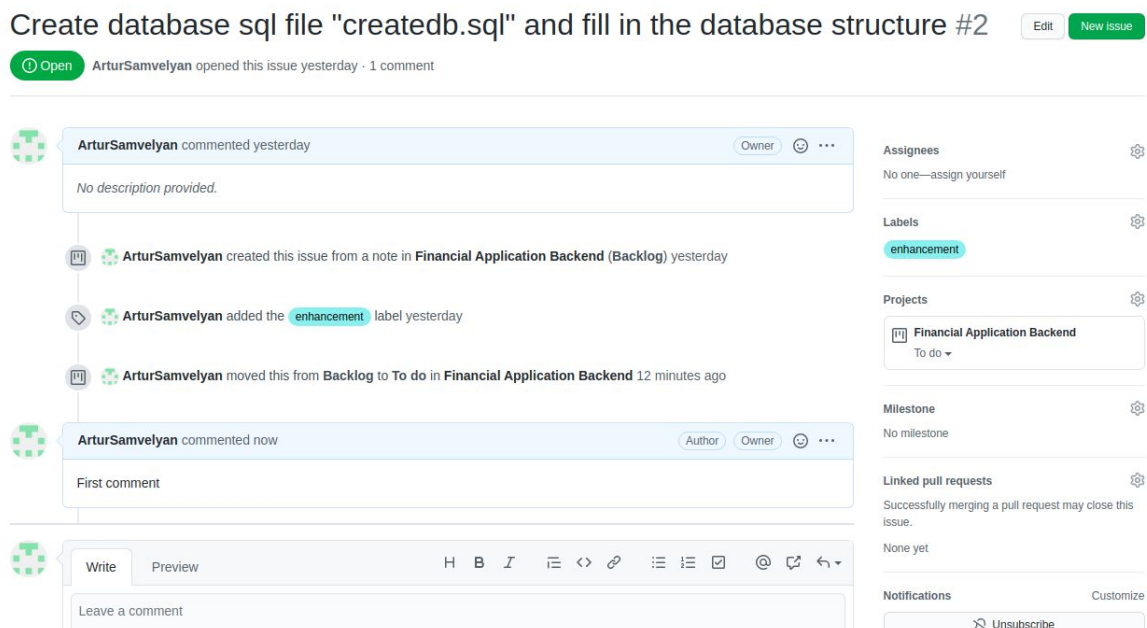 Create database sql file "createdb.sql" and fill in the database structure #2
Edit
New issue
Open
ArturSamvelyan opened this issue yesterday · 1 comment
ArturSamvelyan commented yesterday
Owner
No description provided.
ArturSamvelyan created this issue from a note in Financial Application Backend (Backlog) yesterday
ArturSamvelyan added the enhancement label yesterday
ArturSamvelyan moved this from Backlog to To do in Financial Application Backend 12 minutes ago
ArturSamvelyan commented now
Author
Owner
First comment
Write
Preview
Leave a comment
Assignees
No one—assign yourself
Labels
enhancement
Projects
Financial Application Backend
To do
Milestone
No milestone
Linked pull requests
Successfully merging a pull request may close this
issue.
None yet
Notifications
Customize
Unsubscribe